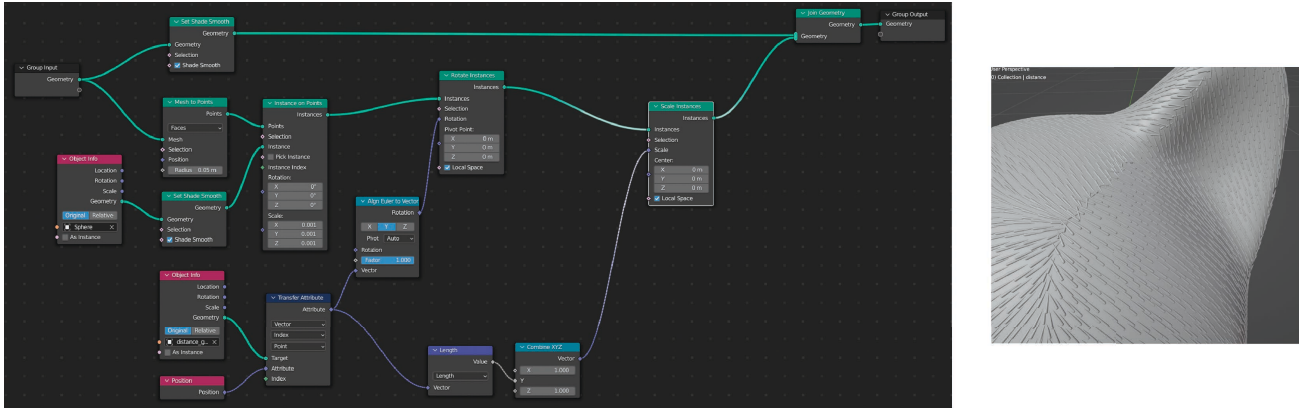 Group Input
Geometry
Set Shade Smooth
Geometry
Geometry
Selection
Shade Smooth
Mesh to Points
Points
Faces
Mesh
Selection
Position
Radius 0.05 m
Object Info
Location
Rotation
Scale
Geometry
Original Relative
Sphere
As Instance
Set Shade Smooth
Geometry
Geometry
Selection
Shade Smooth
Instance on Points
Instances
Points
Selection
Instance
Pick Instance
Instance Index
Rotation:
X 0°
Y 0°
Z 0°
Scale:
X 0.001
Y 0.001
Z 0.001
Object Info
Location
Rotation
Scale
Geometry
Original Relative
distance_g...
As Instance
Position
Position
Transfer Attribute
Attribute
Vector
Index
Point
Target
Attribute
Index
Align Euler to Vector
Rotation
X Y Z
Pivot Auto
Rotation
Factor 1.000
Vector
Rotate Instances
Instances
Instances
Selection
Rotation
Pivot Point:
X 0 m
Y 0 m
Z 0 m
Local Space
Length
Value
Length
Vector
Combine XYZ
Vector
X 1.000
Y
Z 1.000
Scale Instances
Instances
Instances
Selection
Scale
Center:
X 0 m
Y 0 m
Z 0 m
Local Space
Join Geometry
Geometry
Geometry
Group Output
Geometry
User Perspective
0) Collection | distance